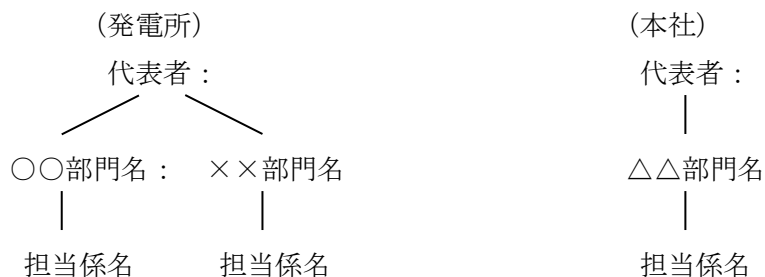 （発電所） （本社）
代表者： 代表者：
○○部門名： ××部門名 △△部門名
担当係名 担当係名 担当係名